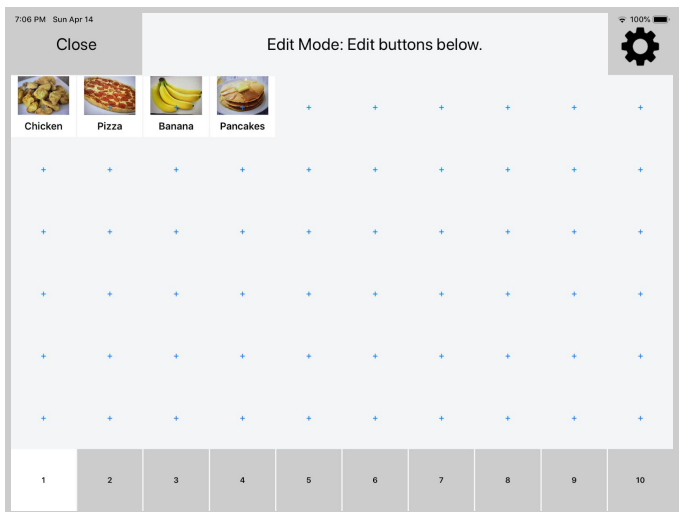 7:06 PM Sun Apr 14
100%
Close
Edit Mode: Edit buttons below.
Chicken Pizza Banana Pancakes + + + + + +
+ + + + + + + + + +
+ + + + + + + + + +
+ + + + + + + + + +
+ + + + + + + + + +
+ + + + + + + + + +
1 2 3 4 5 6 7 8 9 10